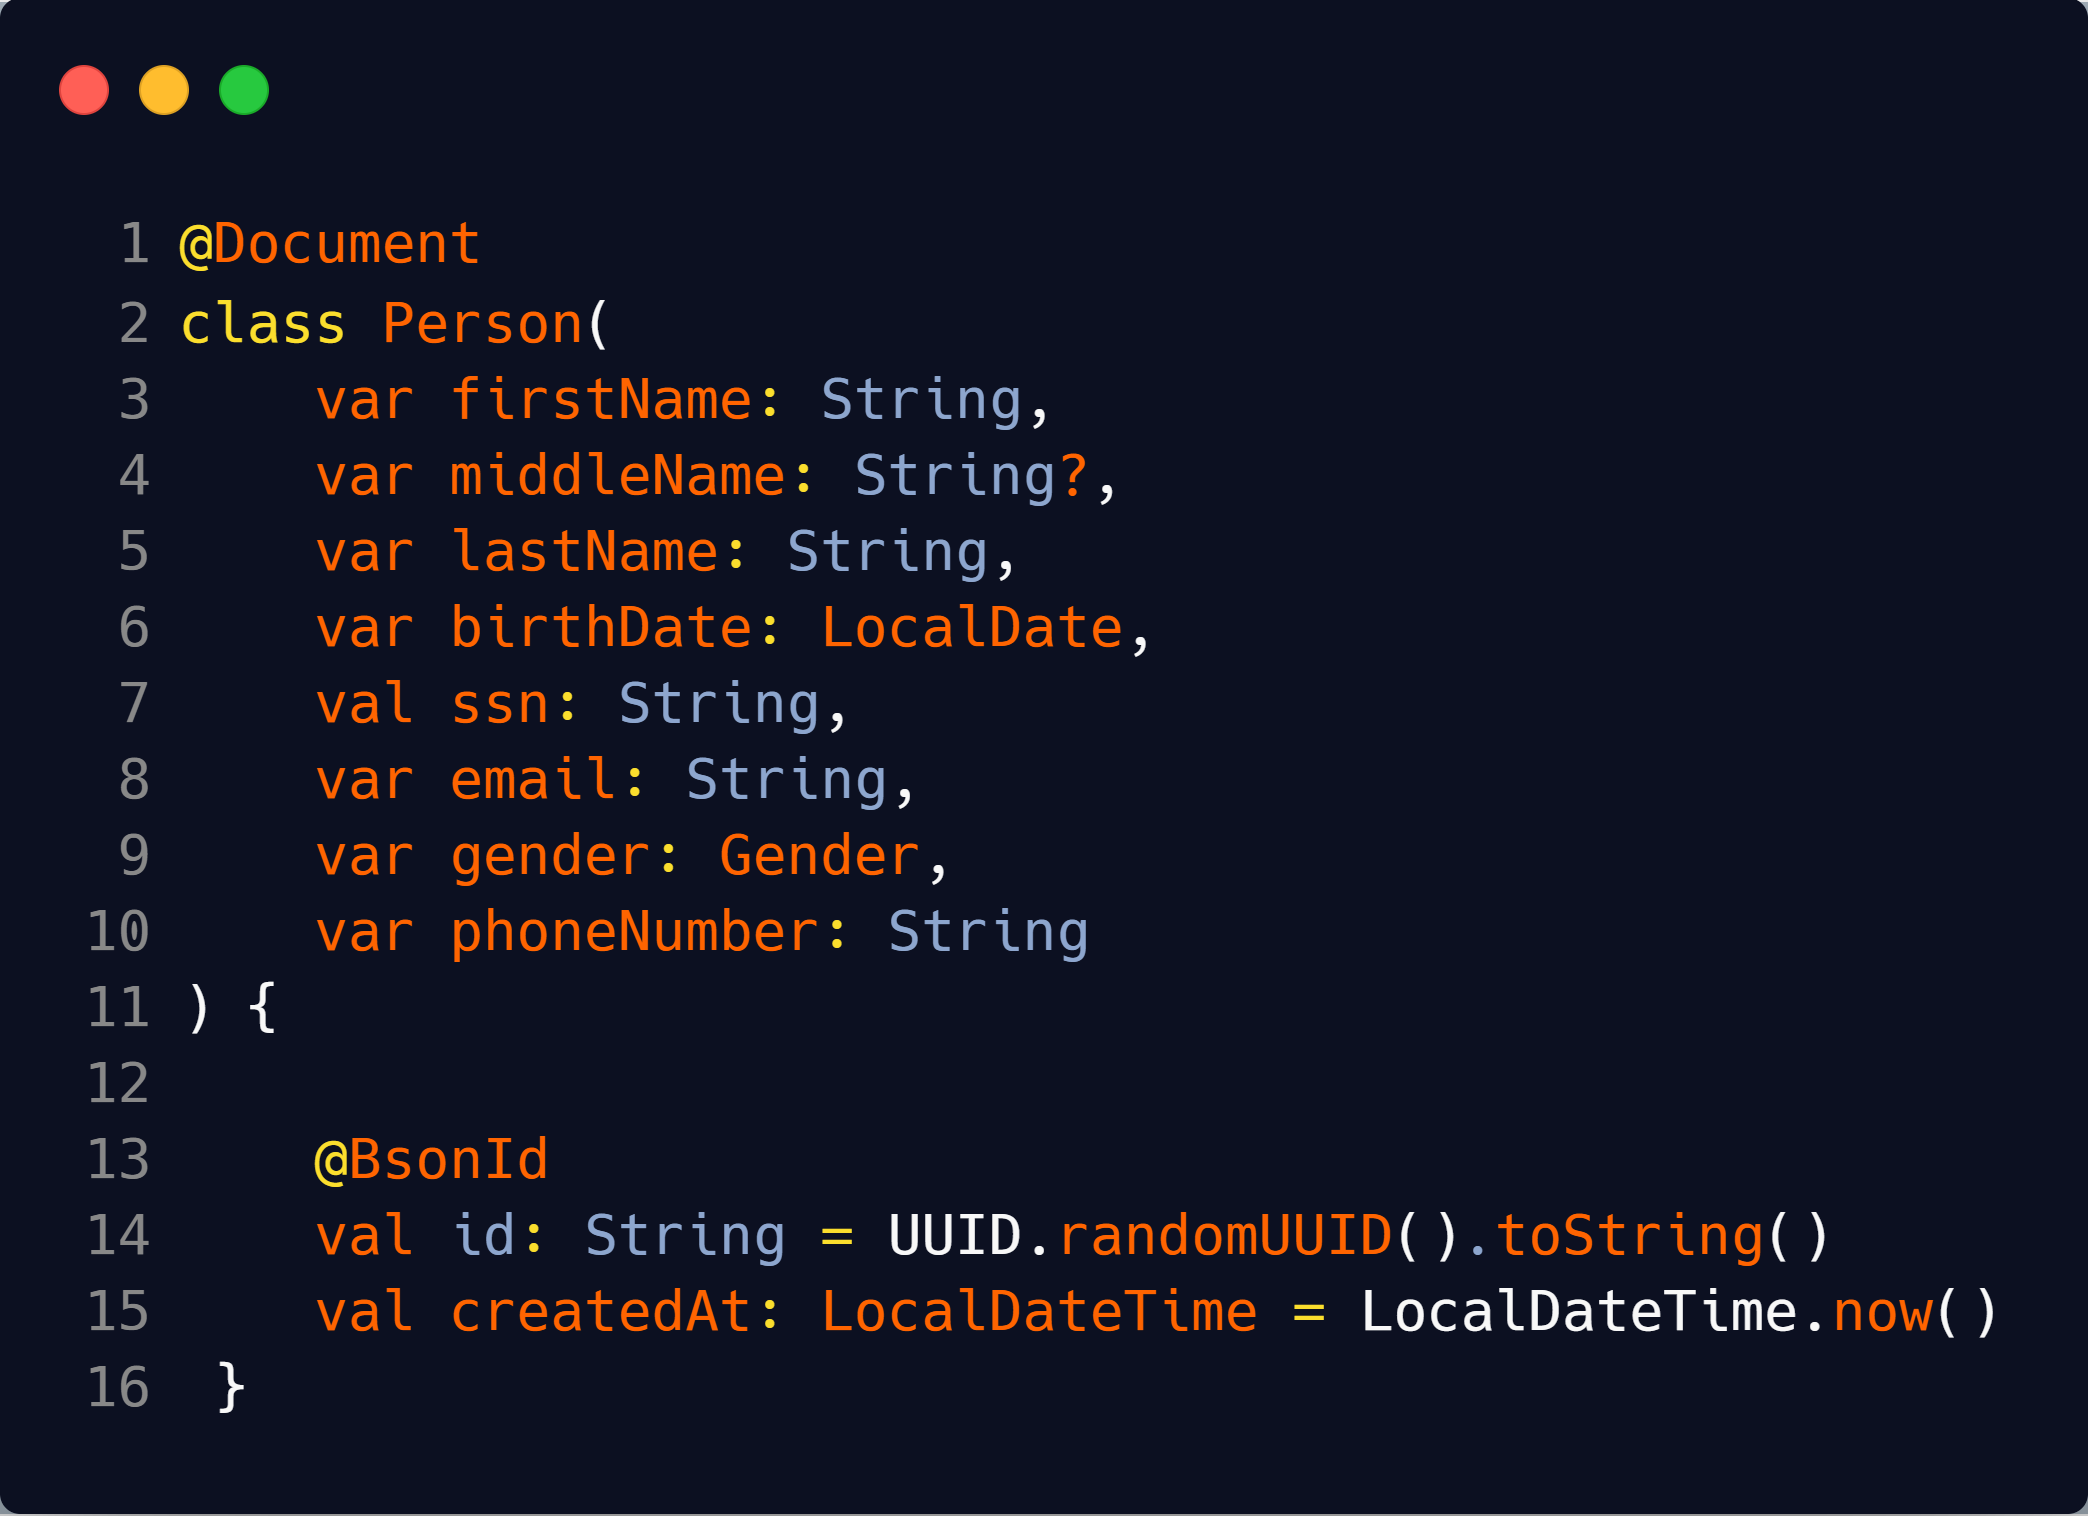 1 @Document
2 class Person(
3     var firstName: String,
4     var middleName: String?,
5     var lastName: String,
6     var birthDate: LocalDate,
7     val ssn: String,
8     var email: String,
9     var gender: Gender,
10     var phoneNumber: String
11 ) {
12
13     @BsonId
14     val id: String = UUID.randomUUID().toString()
15     val createdAt: LocalDateTime = LocalDateTime.now()
16  }